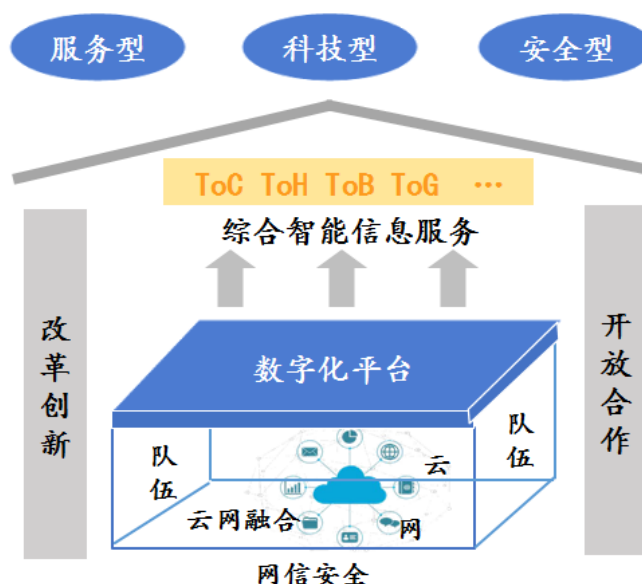 服务型
科技型
安全型
ToC ToH ToB ToG …
综合智能信息服务
改革创新
开放合作
数字化平台
队伍
队伍
云
云网融合
网
网信安全